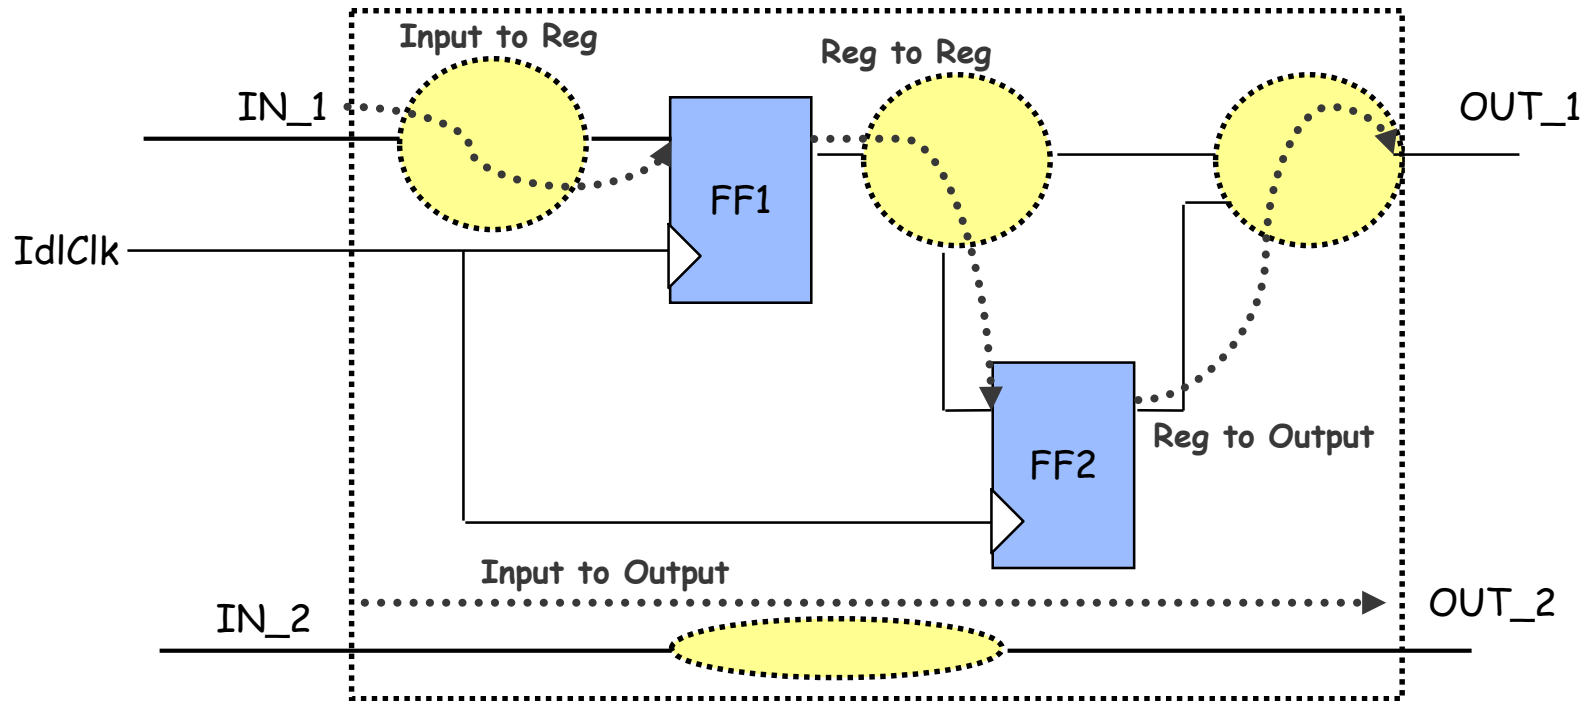 Input to Reg
Reg to Reg
IN_1
OUT_1
FF1
IdlClk
Reg to Output
FF2
Input to Output
IN_2
OUT_2